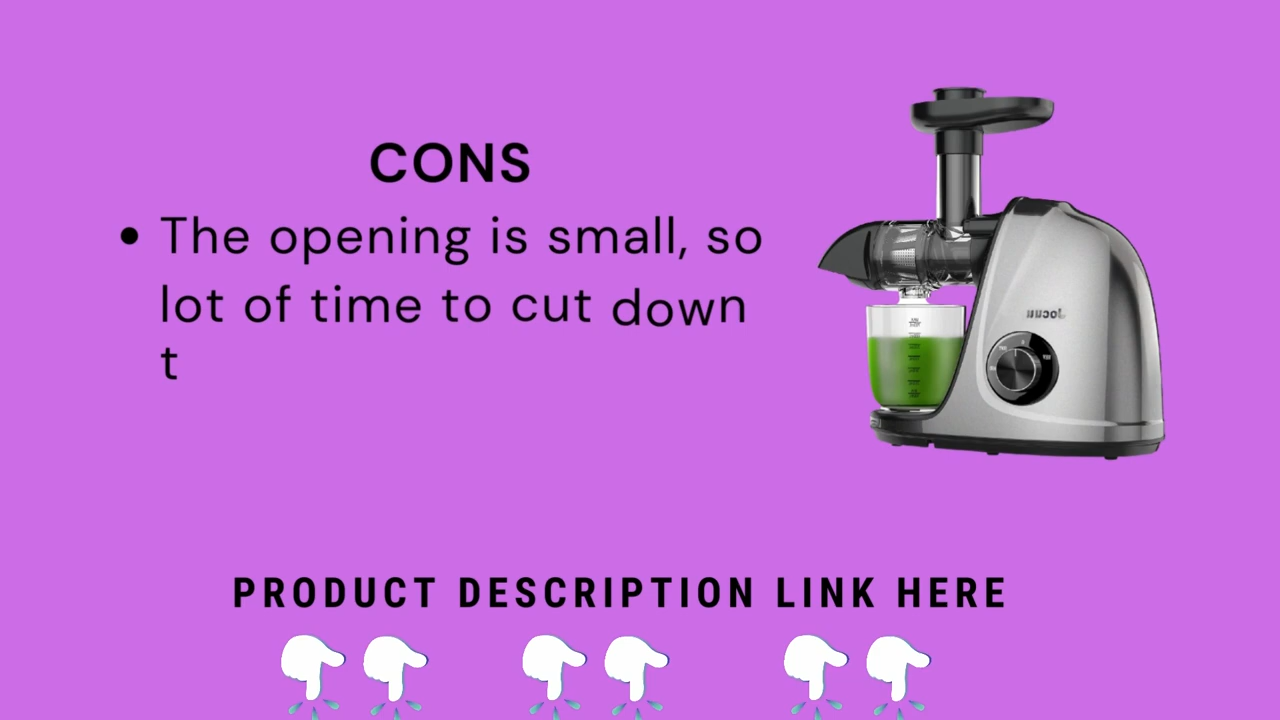 CONS
• The opening is small, so
lot of time to cut down
t
PRODUCT DESCRIPTION LINK HERE